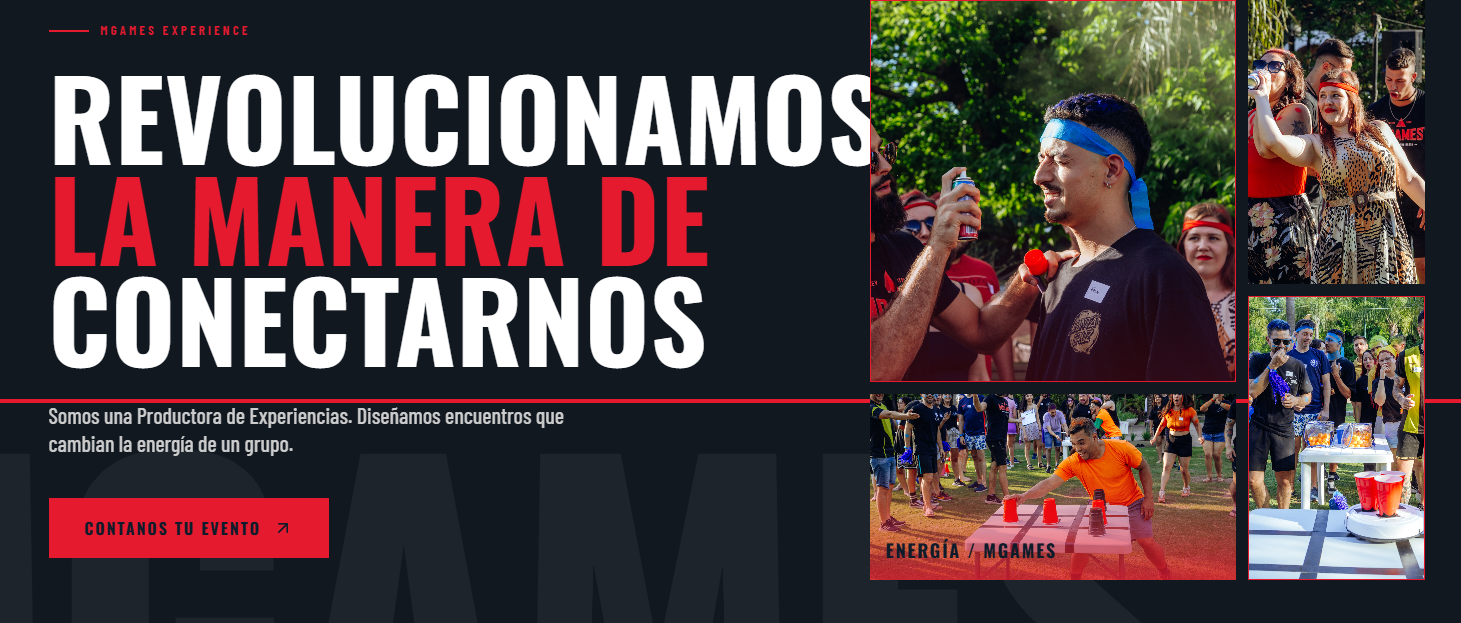 MGAMES EXPERIENCE
REVOLUCIONAMOS
LA MANERA DE
CONECTARNOS
Somos una Productora de Experiencias. Diseñamos encuentros que
cambian la energía de un grupo.
CONTANOS TU EVENTO
ENERGÍA / MGAMES